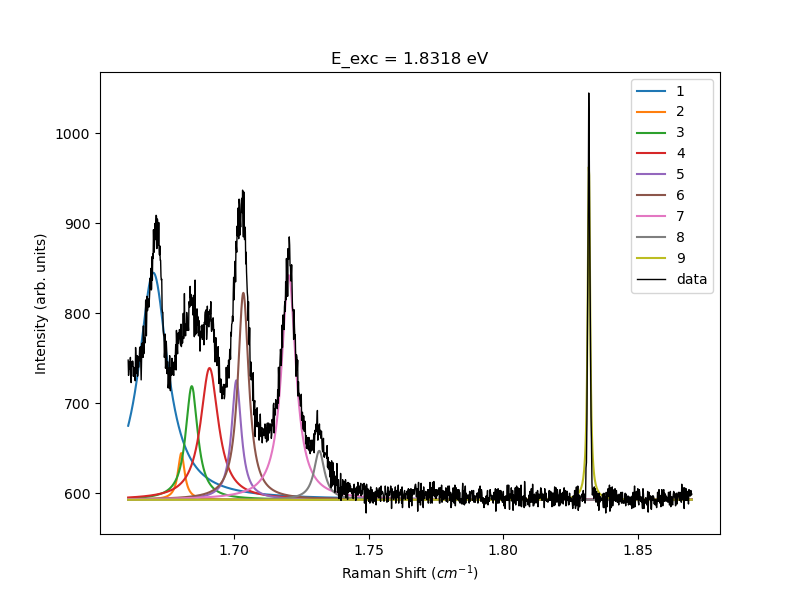 E_exc = 1.8318 eV
1
2
3
4
5
6
7
8
9
data
1000
900
800
700
600
Intensity (arb. units)
1.70 1.75 1.80 1.85
Raman Shift (cm⁻¹)